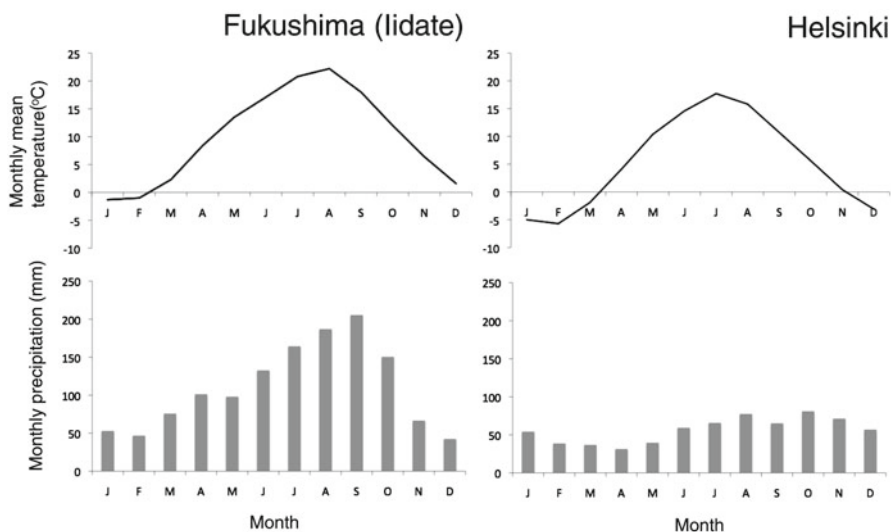 Fukushima (Iidate)
Helsinki
Monthly mean
temperature(°C)
25
20
15
10
5
0
-5
-10
J F M A M J J A S O N D
25
20
15
10
5
0
-5
-10
J F M A M J J A S O N D
Monthly precipitation (mm)
250
200
150
100
50
0
J F M A M J J A S O N D
Month
250
200
150
100
50
0
J F M A M J J A S O N D
Month